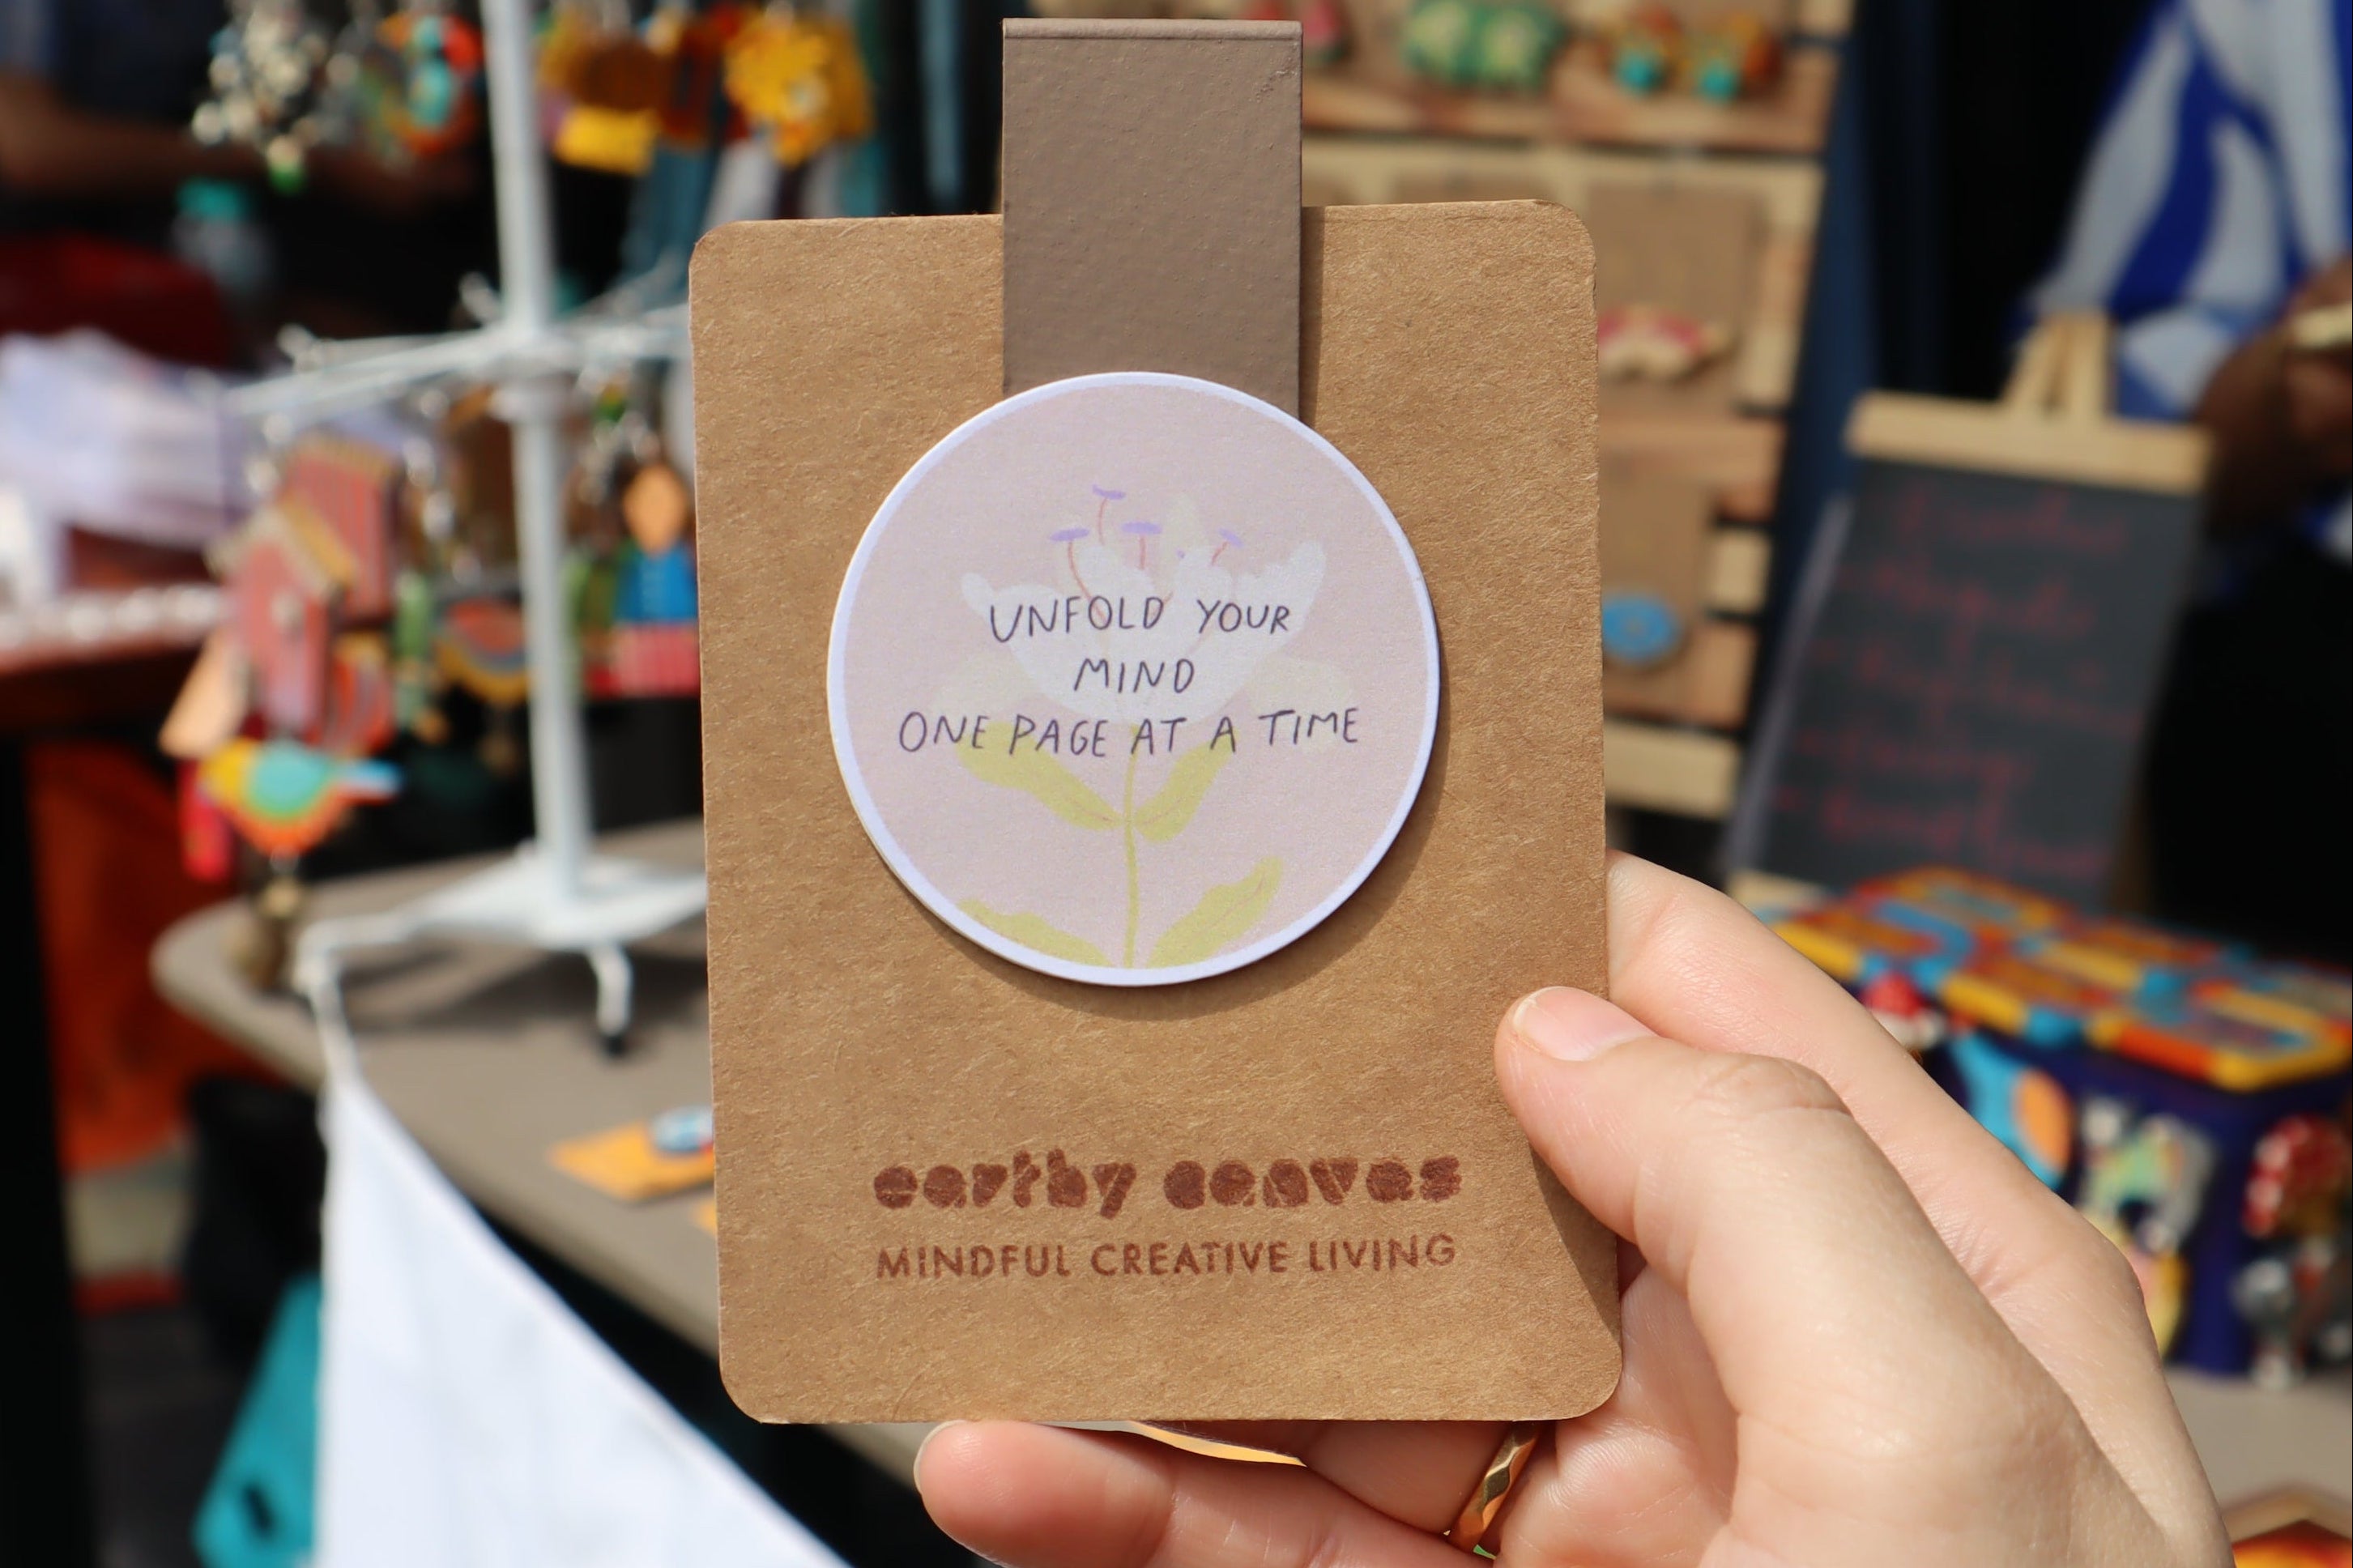 UNFOLD YOUR
MIND
ONE PAGE AT A TIME
earthy canvas
MINDFUL CREATIVE LIVING